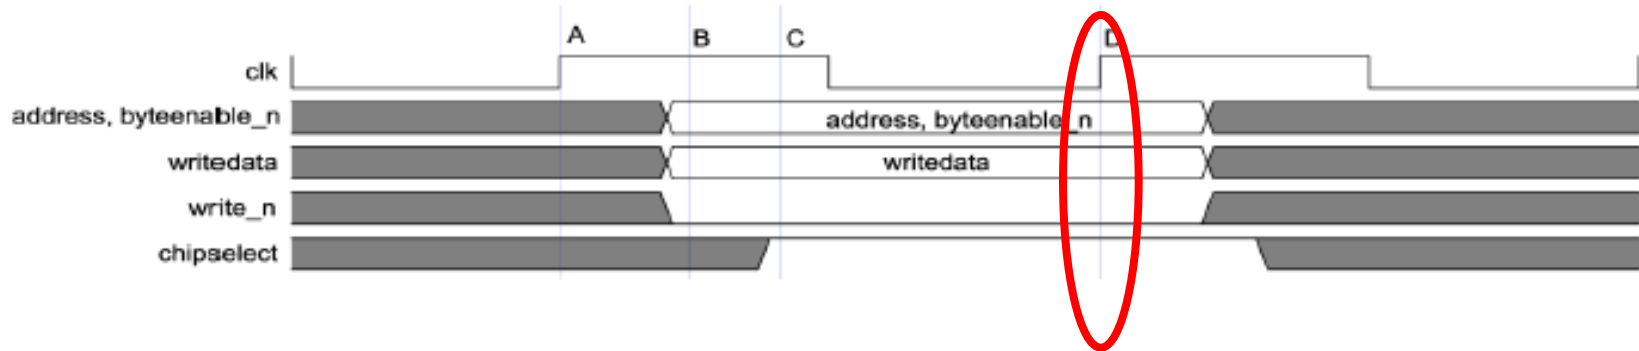 A B C D
clk
address, byteenable_n address, byteenable_n
writedata writedata
write_n
chipselect